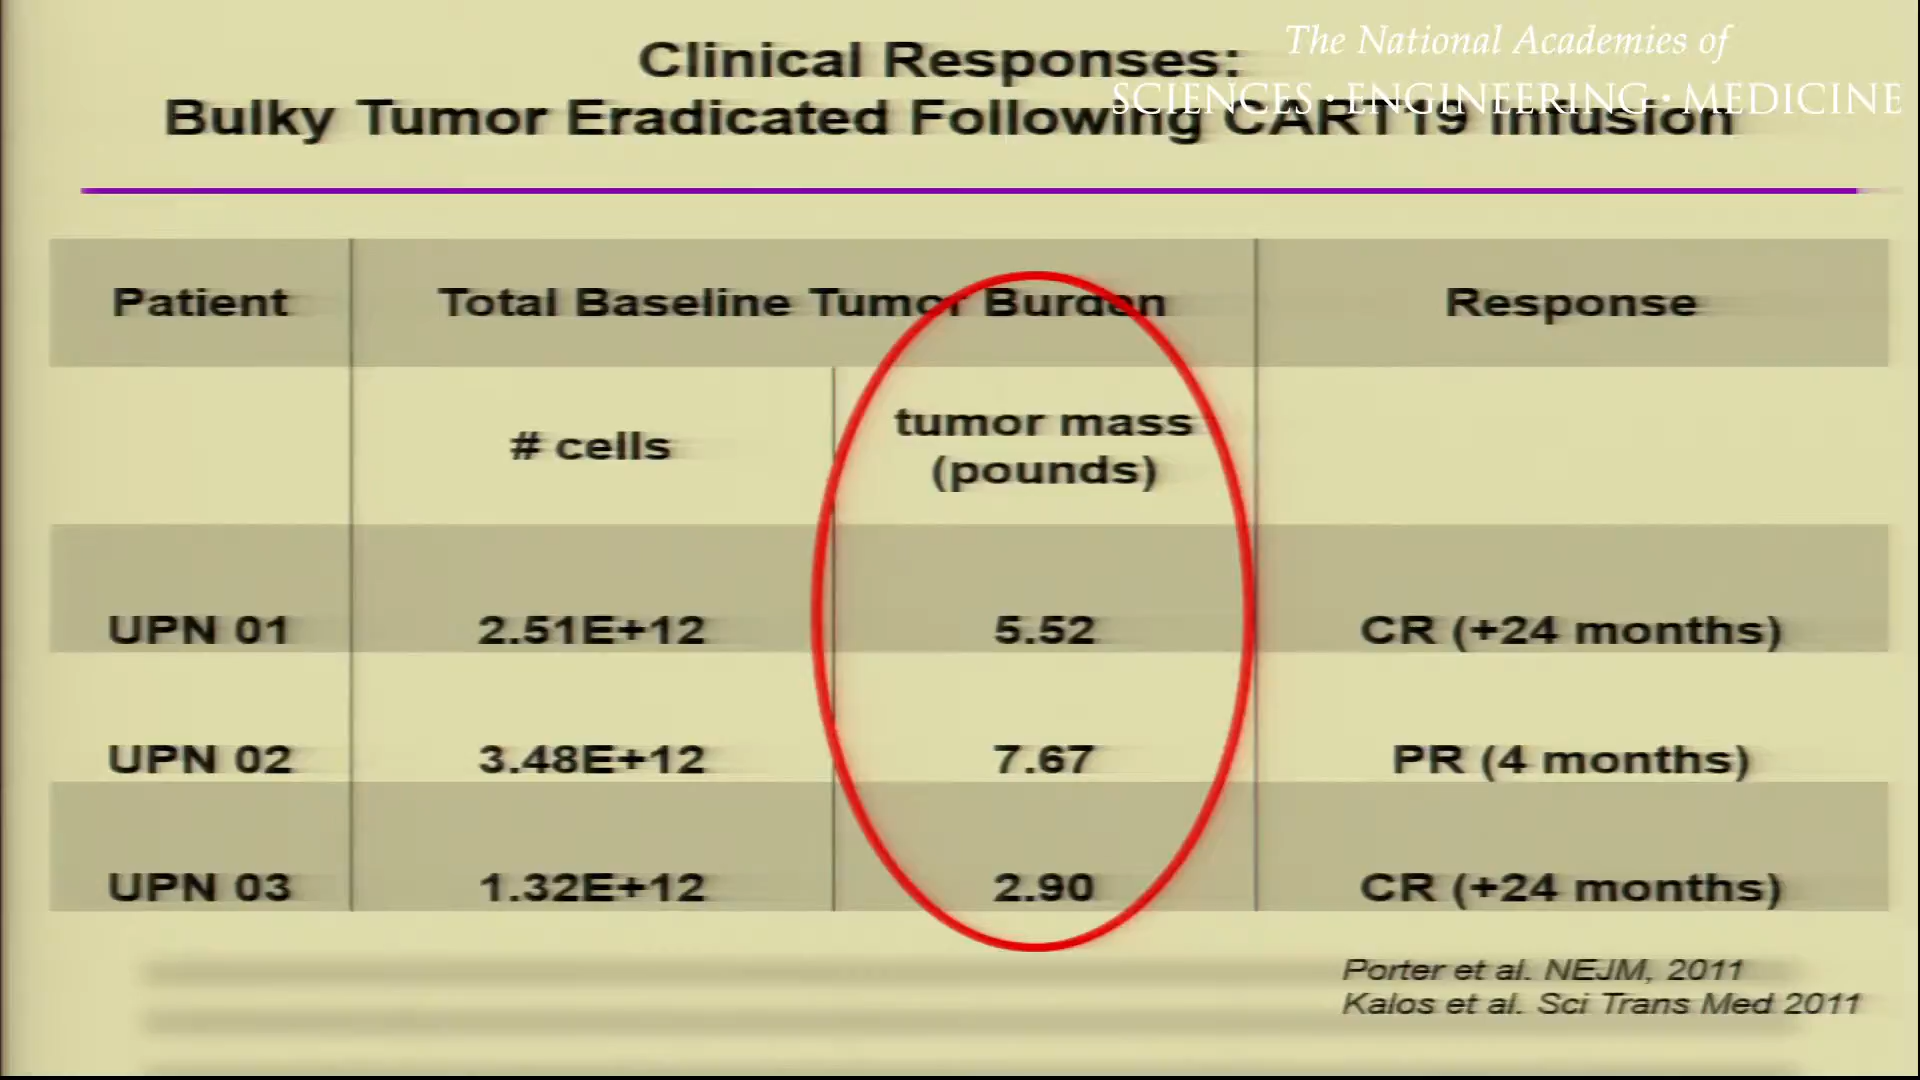 The National Academies of
SCIENCES · ENGINEERING · MEDICINE
Clinical Responses:
Bulky Tumor Eradicated Following CART19 Infusion
Patient Total Baseline Tumor Burden Response
# cells tumor mass
(pounds)
UPN 01 2.51E+12 5.52 CR (+24 months)
UPN 02 3.48E+12 7.67 PR (4 months)
UPN 03 1.32E+12 2.90 CR (+24 months)
Porter et al. NEJM, 2011
Kalos et al. Sci Trans Med 2011